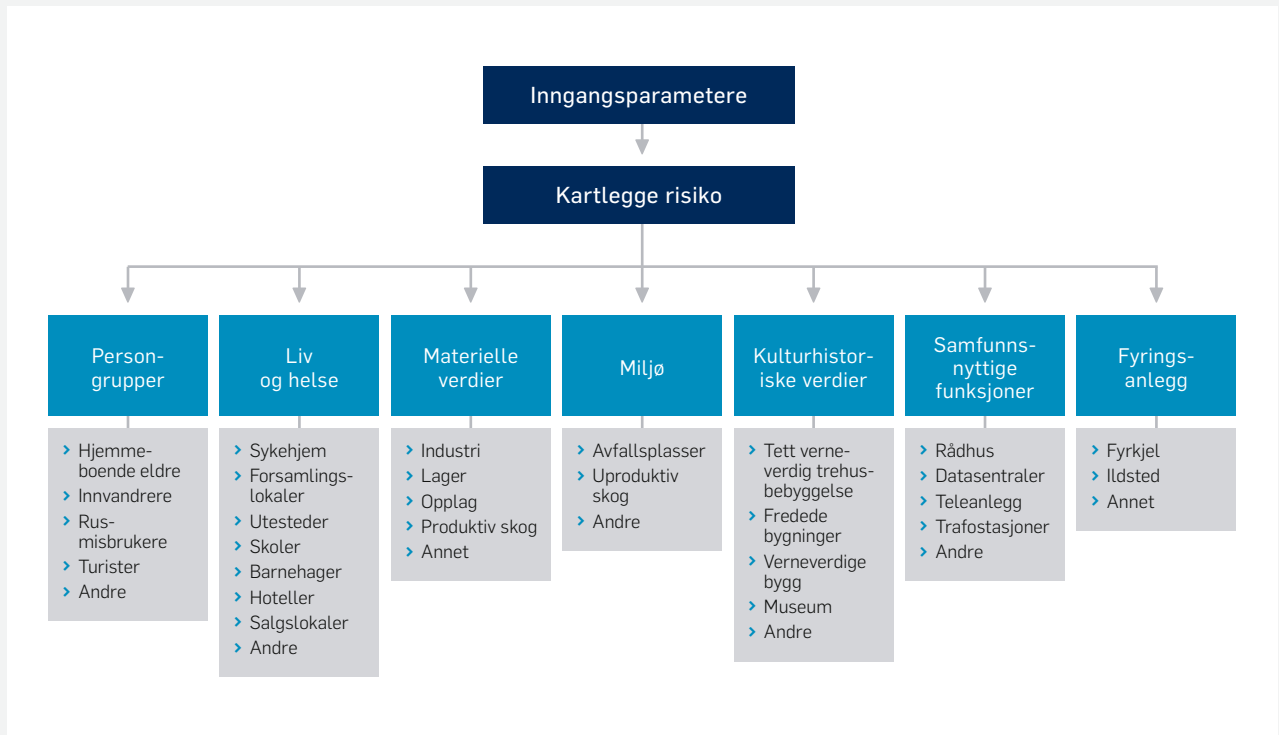 Inngangsparametere
Kartlegge risiko
Person-
grupper
Hjemme-
boende eldre
Innvandrere
Rus-
misbrukere
Turister
Andre
Liv
og helse
Sykehjem
Forsamlings-
lokaler
Utesteder
Skoler
Barnehager
Hoteller
Salgslokaler
Andre
Materielle
verdier
Industri
Lager
Opplag
Produktiv skog
Annet
Miljø
Avfallsplasser
Uproduktiv
skog
Andre
Kulturhistor-
iske verdier
Tett verne-
verdig trehus-
bebyggelse
Fredede
bygninger
Verneverdige
bygg
Museum
Andre
Samfunns-
nyttige
funksjoner
Rådhus
Datasentraler
Teleanlegg
Trafostasjoner
Andre
Fyrings-
anlegg
Fyrkjel
Ildsted
Annet